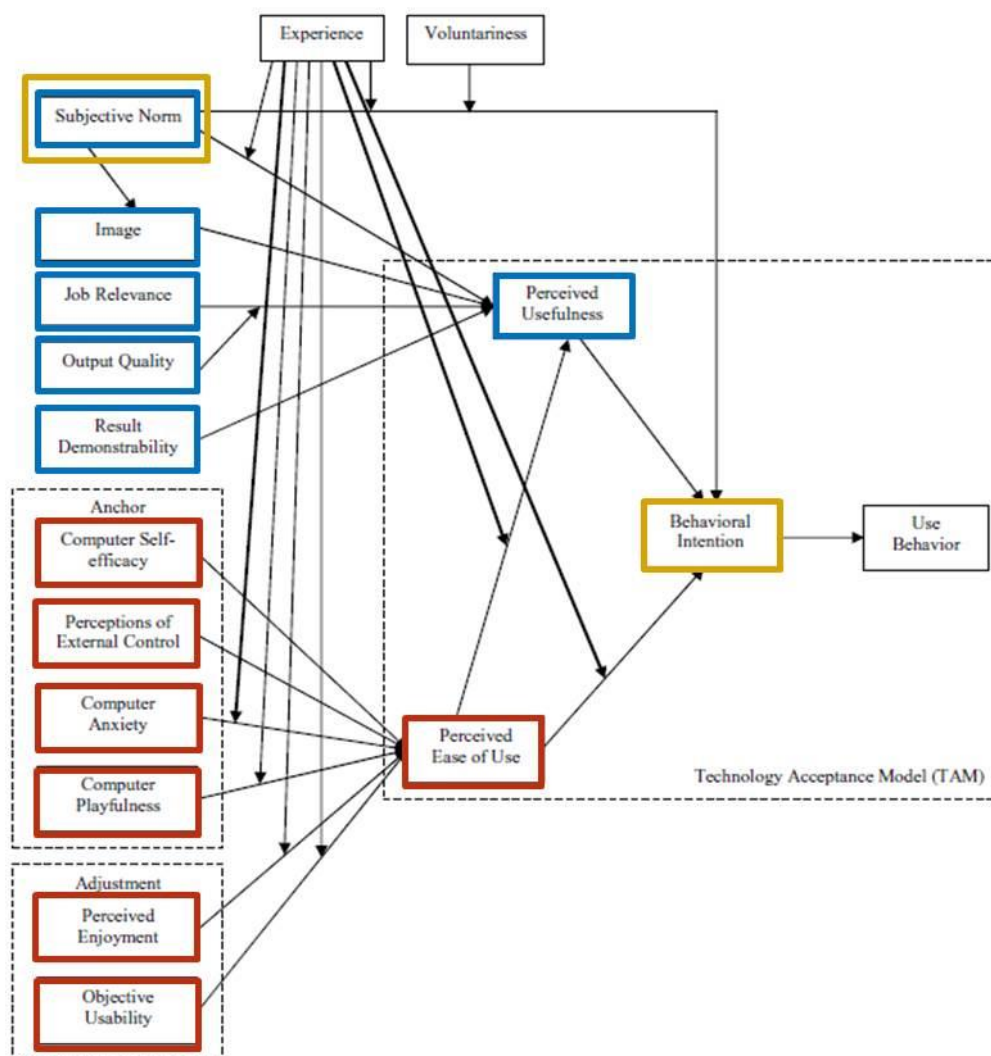 Experience
Voluntariness
Subjective Norm
Image
Job Relevance
Output Quality
Result
Demonstrability
Perceived
Usefulness
Anchor
Computer Self-
efficacy
Perceptions of
External Control
Computer
Anxiety
Computer
Playfulness
Behavioral
Intention
Use
Behavior
Perceived
Ease of Use
Technology Acceptance Model (TAM)
Adjustment
Perceived
Enjoyment
Objective
Usability